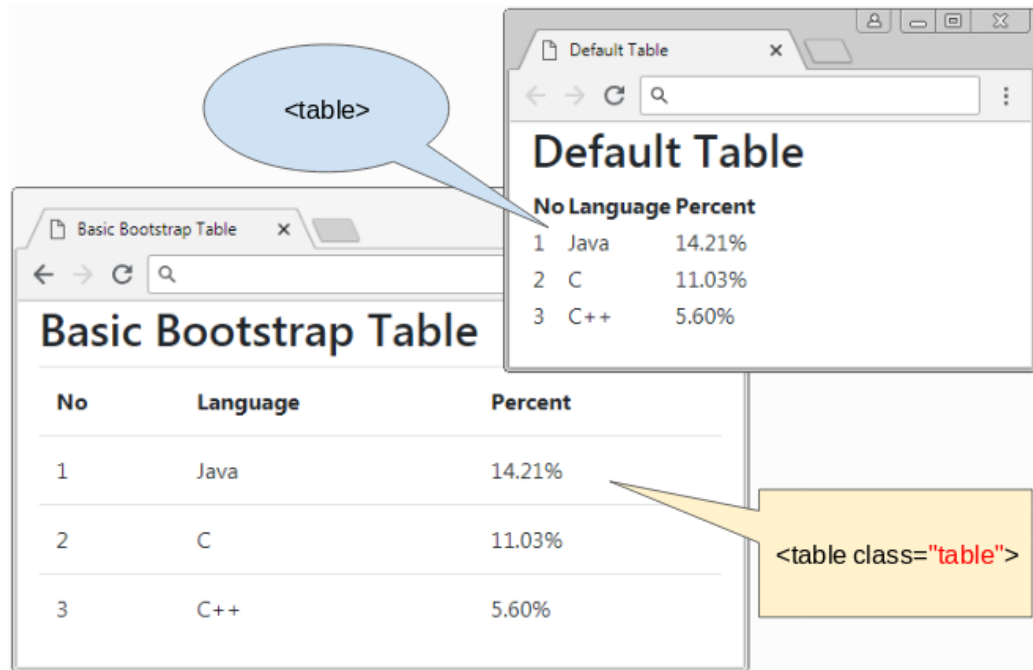 Default Table
<table>
Default Table
No Language Percent
1 Java 14.21%
2 C 11.03%
3 C++ 5.60%
Basic Bootstrap Table
Basic Bootstrap Table
No Language Percent
1 Java 14.21%
2 C 11.03%
3 C++ 5.60%
<table class="table">